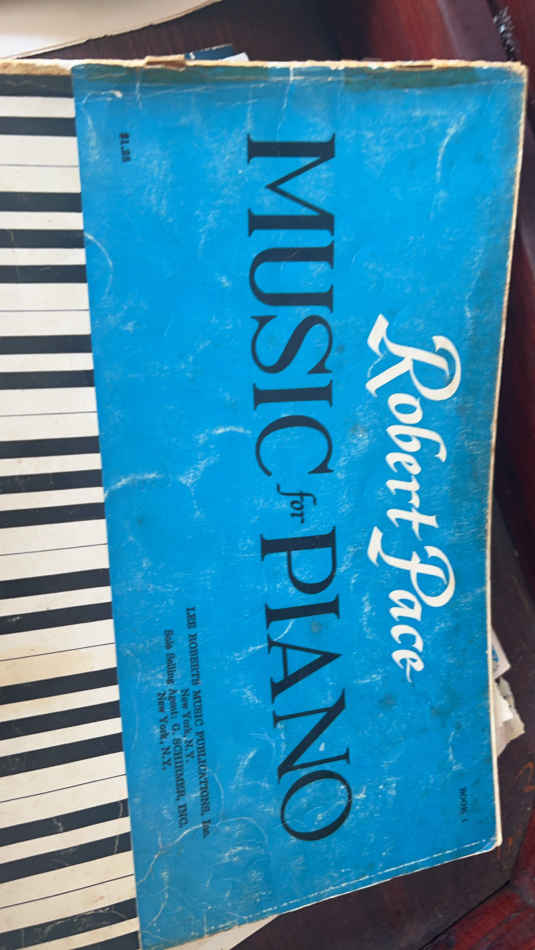 BOOK 1
Robert Pace
MUSIC for PIANO
LEE ROBERTS MUSIC PUBLICATIONS, Inc.
New York, N.Y.
Sole Selling Agent: G. SCHIRMER, INC.
New York, N.Y.
$1.25